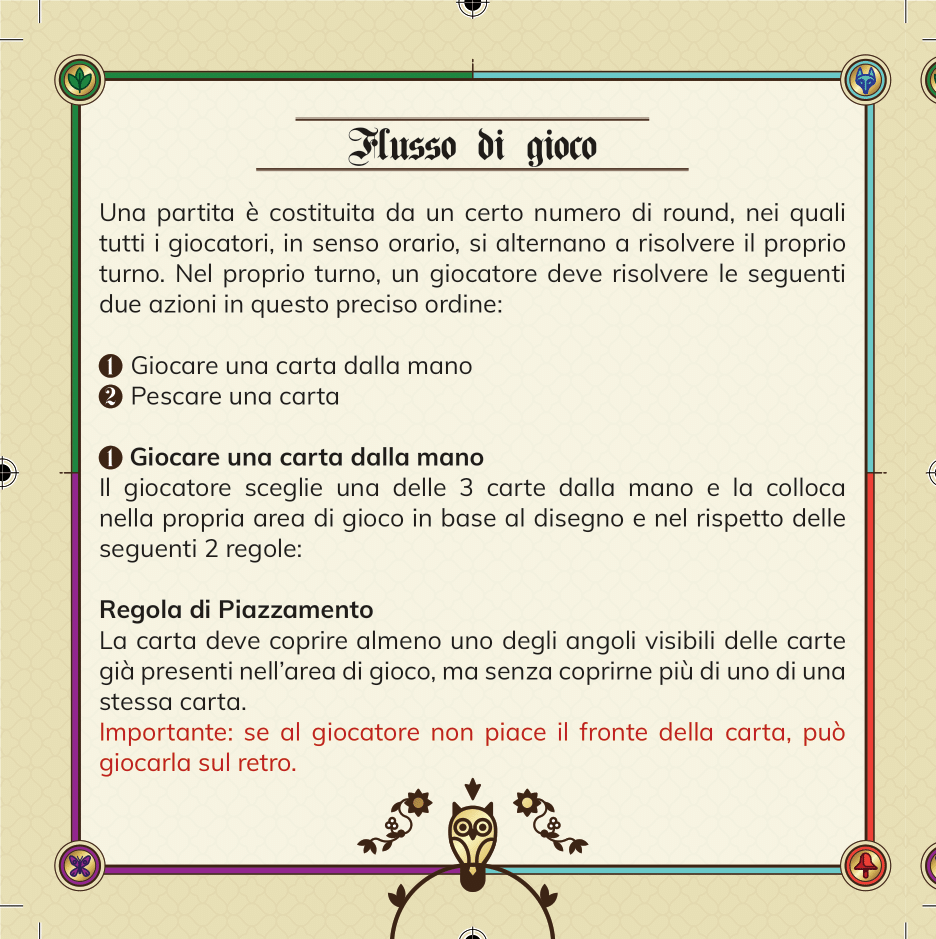 Flusso di gioco
Una partita è costituita da un certo numero di round, nei quali
tutti i giocatori, in senso orario, si alternano a risolvere il proprio
turno. Nel proprio turno, un giocatore deve risolvere le seguenti
due azioni in questo preciso ordine:
1 Giocare una carta dalla mano
2 Pescare una carta
1 Giocare una carta dalla mano
Il giocatore sceglie una delle 3 carte dalla mano e la colloca
nella propria area di gioco in base al disegno e nel rispetto delle
seguenti 2 regole:
Regola di Piazzamento
La carta deve coprire almeno uno degli angoli visibili delle carte
già presenti nell’area di gioco, ma senza coprirne più di uno di una
stessa carta.
Importante: se al giocatore non piace il fronte della carta, può
giocarla sul retro.